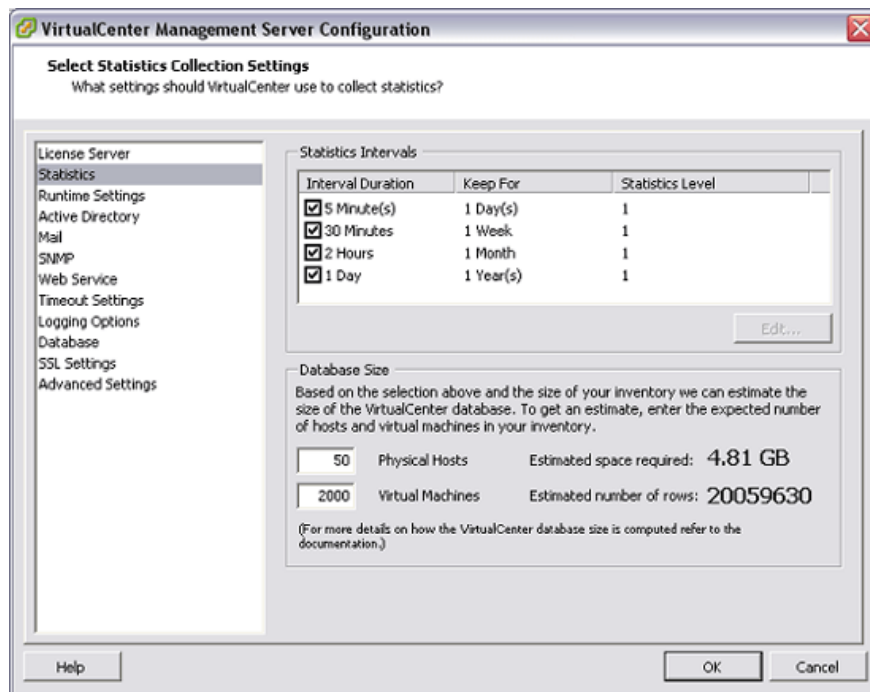 VirtualCenter Management Server Configuration
Select Statistics Collection Settings
What settings should VirtualCenter use to collect statistics?
License Server
Statistics
Runtime Settings
Active Directory
Mail
SNMP
Web Service
Timeout Settings
Logging Options
Database
SSL Settings
Advanced Settings
Statistics Intervals
Interval Duration Keep For Statistics Level
5 Minute(s) 1 Day(s) 1
30 Minutes 1 Week 1
2 Hours 1 Month 1
1 Day 1 Year(s) 1
Edit...
Database Size
Based on the selection above and the size of your inventory we can estimate the
size of the VirtualCenter database. To get an estimate, enter the expected number
of hosts and virtual machines in your inventory.
50 Physical Hosts Estimated space required: 4.81 GB
2000 Virtual Machines Estimated number of rows: 20059630
(For more details on how the VirtualCenter database size is computed refer to the
documentation.)
Help OK Cancel